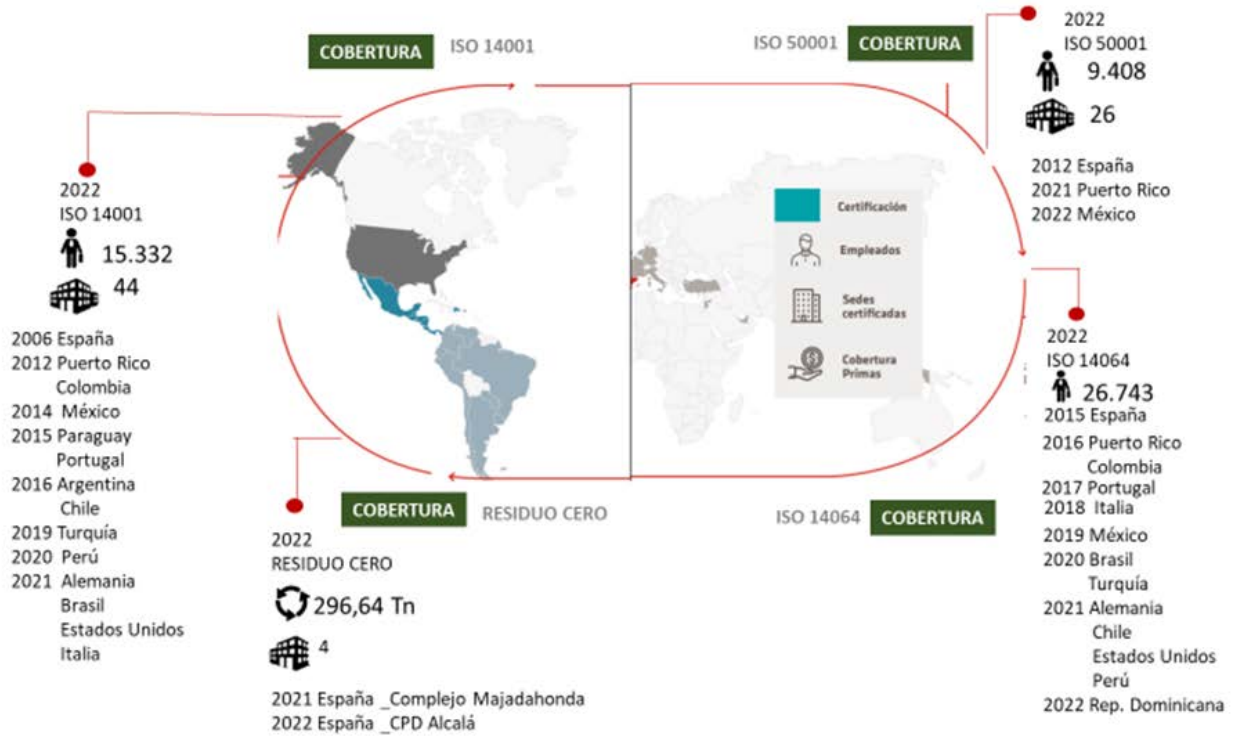 COBERTURA ISO 14001
ISO 50001 COBERTURA
2022
ISO 50001
9.408
26
2012 España
2021 Puerto Rico
2022 México
2022
ISO 14001
15.332
44
2006 España
2012 Puerto Rico
Colombia
2014 México
2015 Paraguay
Portugal
2016 Argentina
Chile
2019 Turquía
2020 Perú
2021 Alemania
Brasil
Estados Unidos
Italia
Certificación
Empleados
Sedes
certificadas
Cobertura
Primas
2022
ISO 14064
26.743
2015 España
2016 Puerto Rico
Colombia
2017 Portugal
2018 Italia
2019 México
2020 Brasil
Turquía
2021 Alemania
Chile
Estados Unidos
Perú
2022 Rep. Dominicana
COBERTURA RESIDUO CERO
ISO 14064 COBERTURA
2022
RESIDUO CERO
296,64 Tn
4
2021 España _Complejo Majadahonda
2022 España _CPD Alcalá